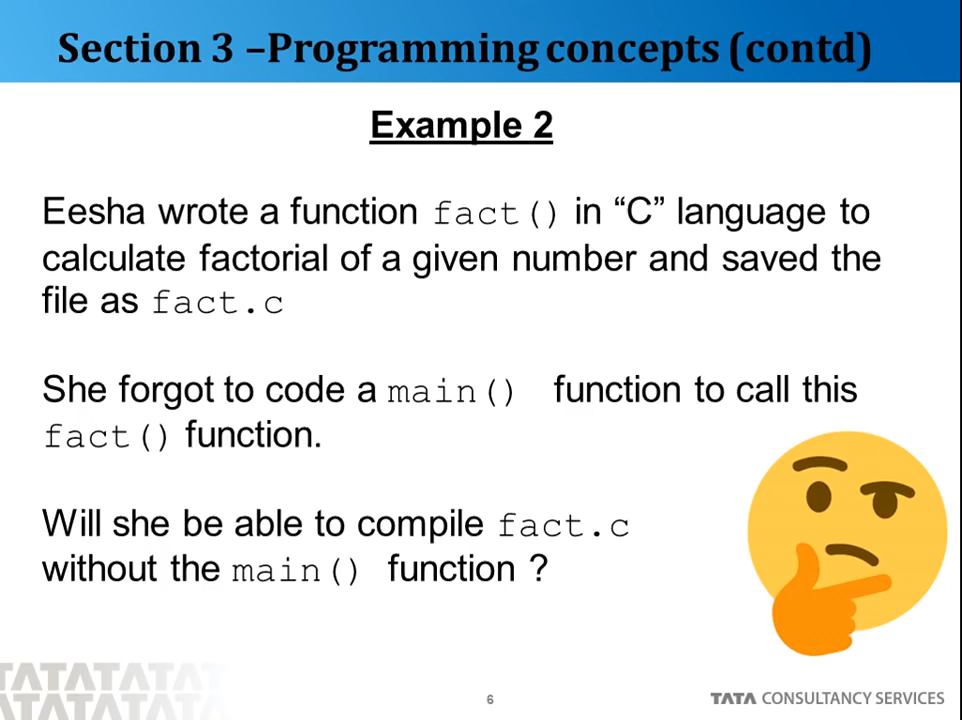 Section 3 –Programming concepts (contd)
Example 2
Eesha wrote a function fact() in “C” language to
calculate factorial of a given number and saved the
file as fact.c
She forgot to code a main() function to call this
fact() function.
Will she be able to compile fact.c
without the main() function ?
TATATATATA
TATATATATA
6
TATA CONSULTANCY SERVICES